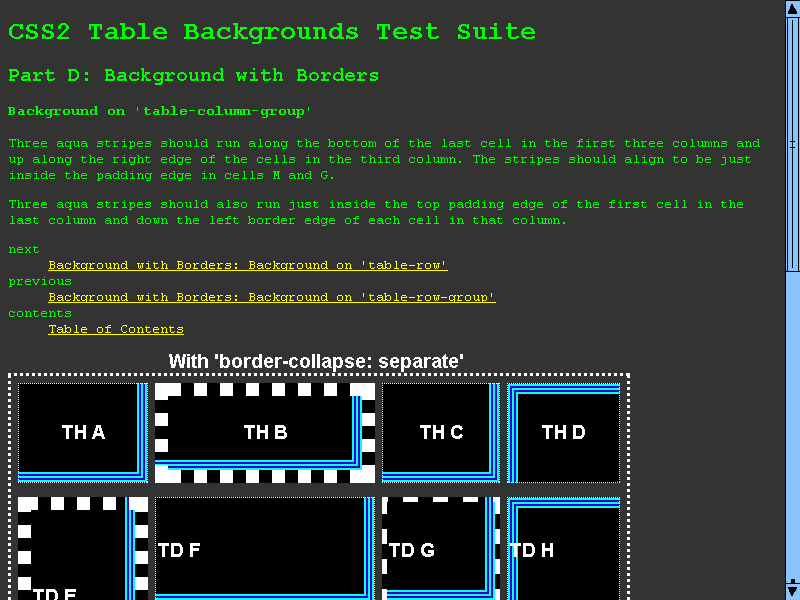 CSS2 Table Backgrounds Test Suite
Part D: Background with Borders
Background on 'table-column-group'
Three aqua stripes should run along the bottom of the last cell in the first three columns and
up along the right edge of the cells in the third column. The stripes should align to be just
inside the padding edge in cells M and G.
Three aqua stripes should also run just inside the top padding edge of the first cell in the
last column and down the left border edge of each cell in that column.
next
Background with Borders: Background on 'table-row'
previous
Background with Borders: Background on 'table-row-group'
contents
Table of Contents
With 'border-collapse: separate'
TH A
TH B
TH C
TH D
TD F
TD G
TD H
TD E